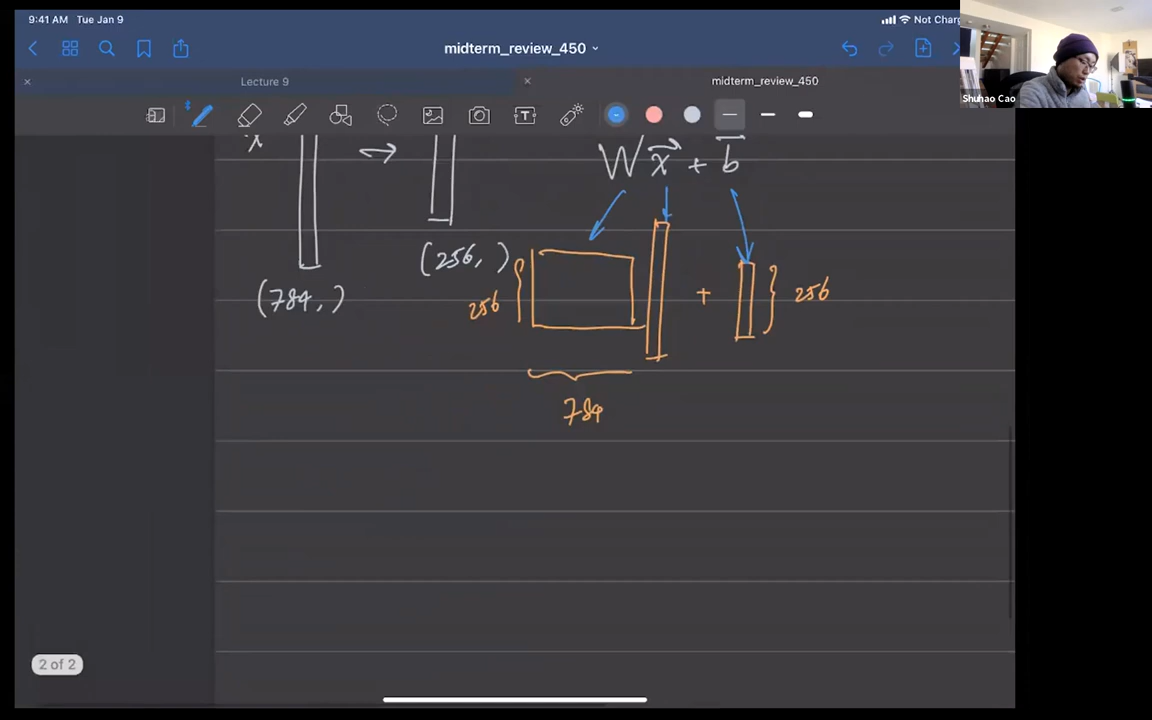 9:41 AM Tue Jan 9
Not Charg
midterm_review_450
Lecture 9
midterm_review_450
Shuhao Cao
x ↔ W x + b
(256, )
(784, )
256
+
256
784
2 of 2